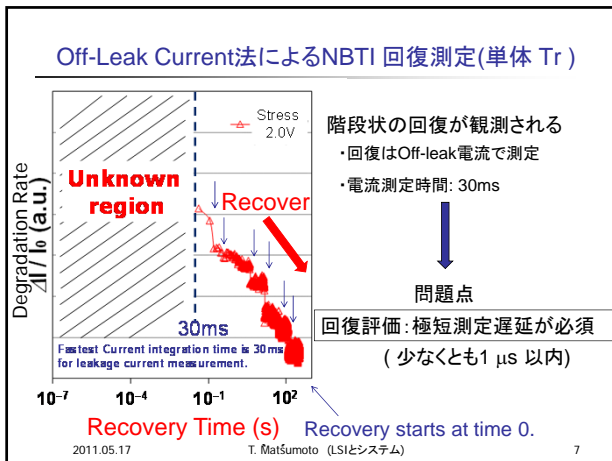 Off-Leak Current法によるNBTI 回復測定(単体 Tr )
Stress
2.0V
Unknown
region
Recover
30ms
Fastest Current integration time is 30ms
for leakage current measurement.
Degradation Rate
⊿I / I₀ (a.u.)
10⁻⁷
10⁻⁴
10⁻¹
10²
Recovery Time (s)
階段状の回復が観測される
・回復はOff-leak電流で測定
・電流測定時間: 30ms
問題点
回復評価：極短測定遅延が必須
( 少なくとも1 μs 以内)
Recovery starts at time 0.
2011.05.17
T. Matsumoto (LSIとシステム)
7